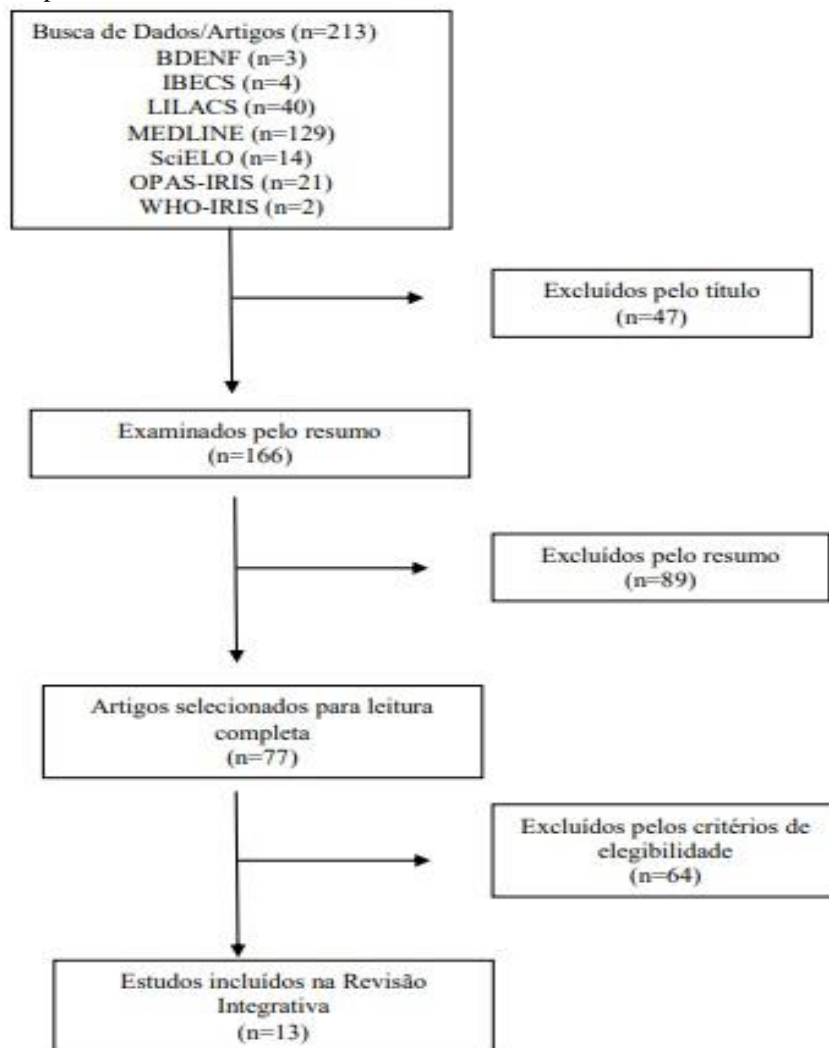 Busca de Dados/Artigos (n=213)
BDENF (n=3)
IBECS (n=4)
LILACS (n=40)
MEDLINE (n=129)
SciELO (n=14)
OPAS-IRIS (n=21)
WHO-IRIS (n=2)
Excluídos pelo título
(n=47)
Examinados pelo resumo
(n=166)
Excluídos pelo resumo
(n=89)
Artigos selecionados para leitura
completa
(n=77)
Excluídos pelos critérios de
elegibilidade
(n=64)
Estudos incluídos na Revisão
Integrativa
(n=13)